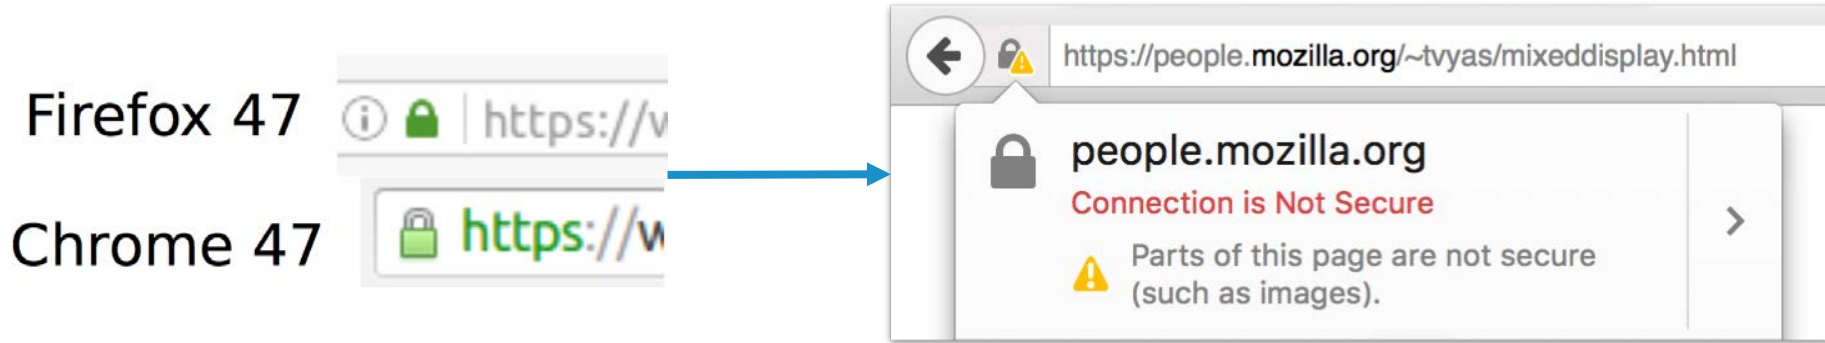 Firefox 47
https://w
Chrome 47
https://w
https://people.mozilla.org/~tvyas/mixeddisplay.html
people.mozilla.org
Connection is Not Secure
Parts of this page are not secure
(such as images).